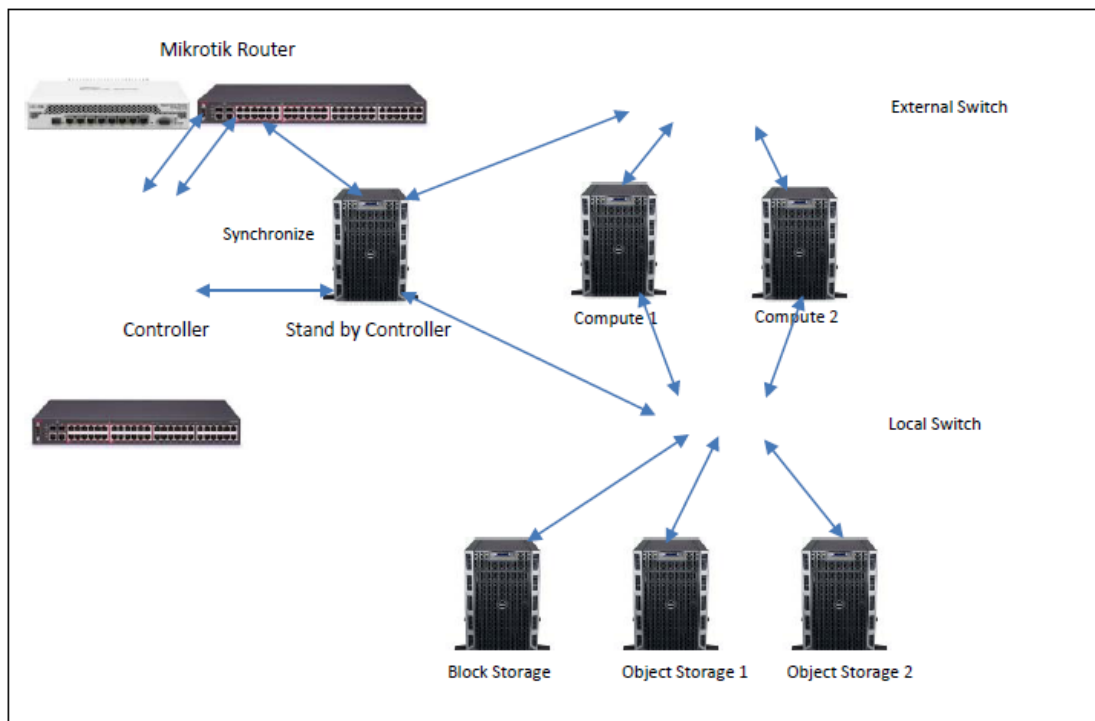 Mikrotik Router
External Switch
Synchronize
Controller
Stand by Controller
Compute 1
Compute 2
Local Switch
Block Storage
Object Storage 1
Object Storage 2